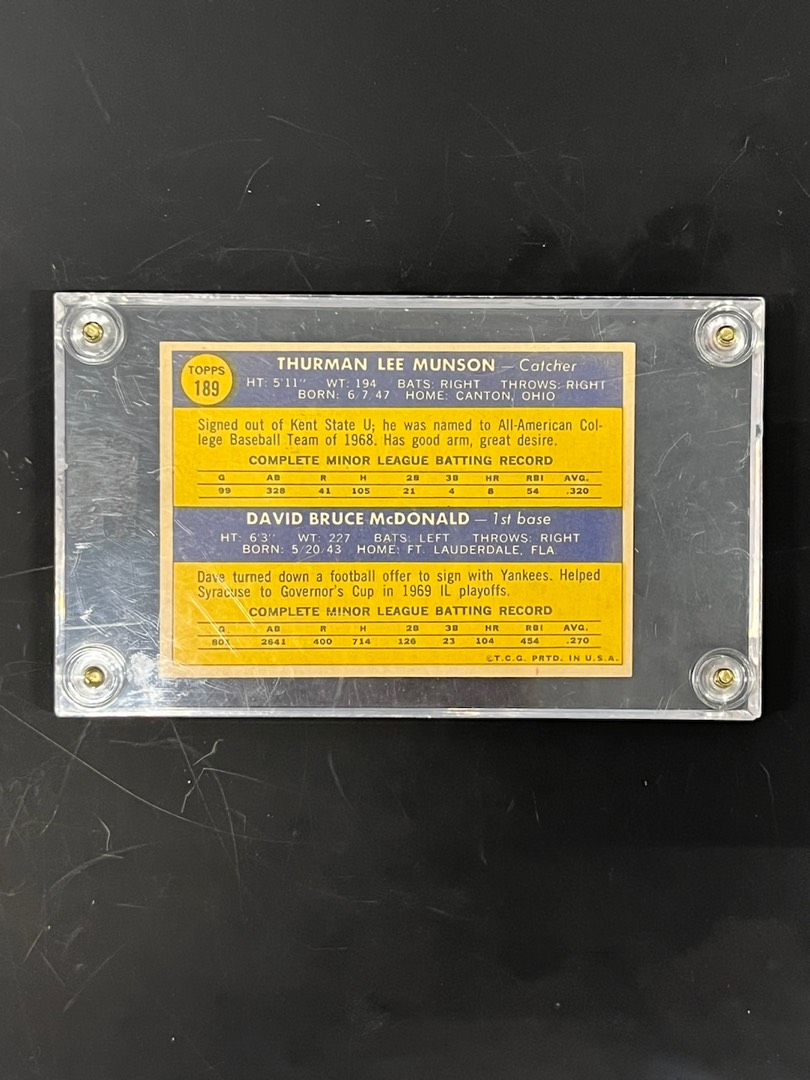 TOPPS
189
THURMAN LEE MUNSON — Catcher
HT: 5'11" WT: 194 BATS: RIGHT THROWS: RIGHT
BORN: 6/7/47 HOME: CANTON, OHIO
Signed out of Kent State U; he was named to All-American Col-
lege Baseball Team of 1968. Has good arm, great desire.
COMPLETE MINOR LEAGUE BATTING RECORD
G AB R H 2B 3B HR RBI AVG.
99 328 41 105 21 4 8 54 .320
DAVID BRUCE McDONALD — 1st base
HT: 6'3" WT: 227 BATS: LEFT THROWS: RIGHT
BORN: 5/20/43 HOME: FT. LAUDERDALE, FLA.
Dave turned down a football offer to sign with Yankees. Helped
Syracuse to Governor's Cup in 1969 IL playoffs.
COMPLETE MINOR LEAGUE BATTING RECORD
G AB R H 2B 3B HR RBI AVG.
801 2641 400 714 126 23 104 454 .270
©T.C.G. PRTD. IN U.S.A.